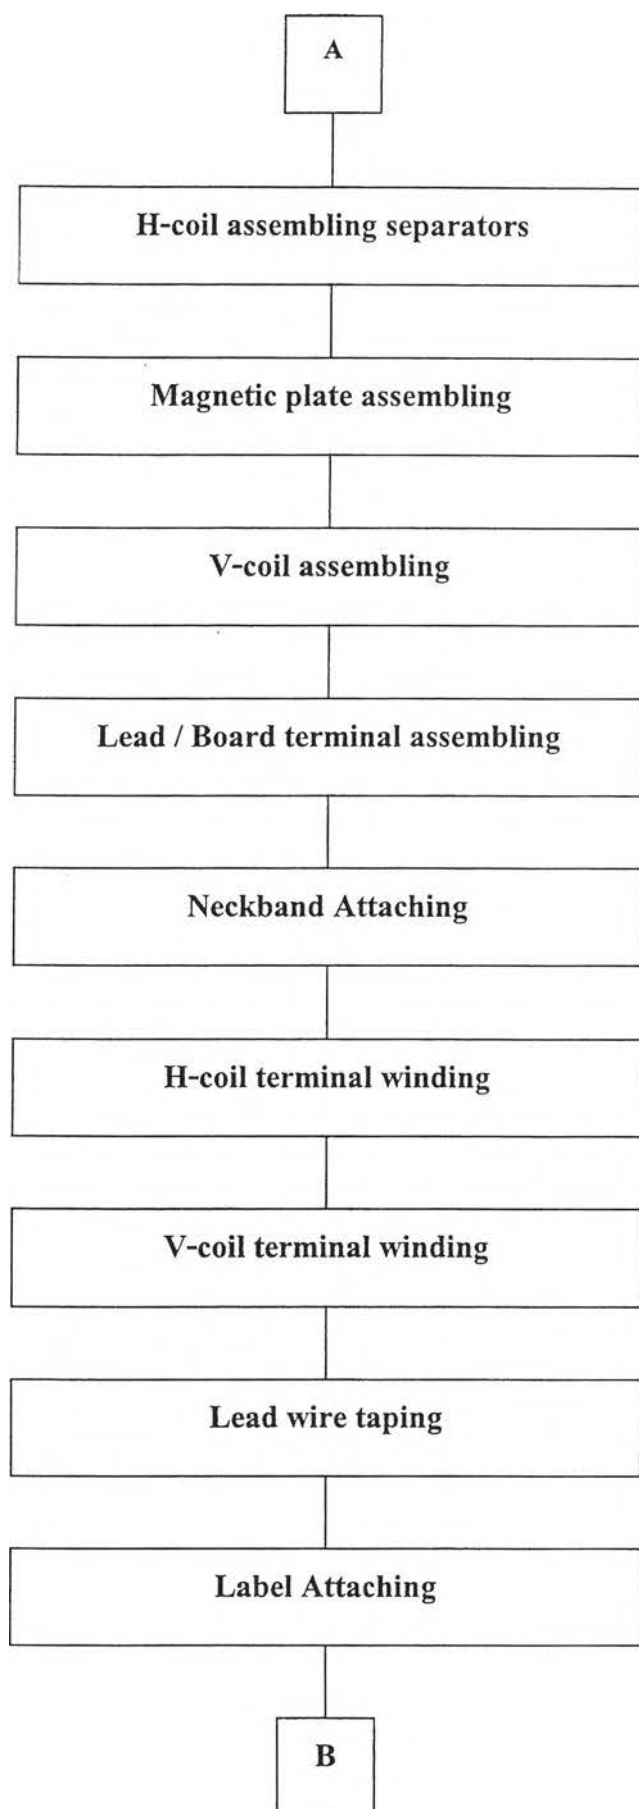 A
H-coil assembling separators
Magnetic plate assembling
V-coil assembling
Lead / Board terminal assembling
Neckband Attaching
H-coil terminal winding
V-coil terminal winding
Lead wire taping
Label Attaching
B